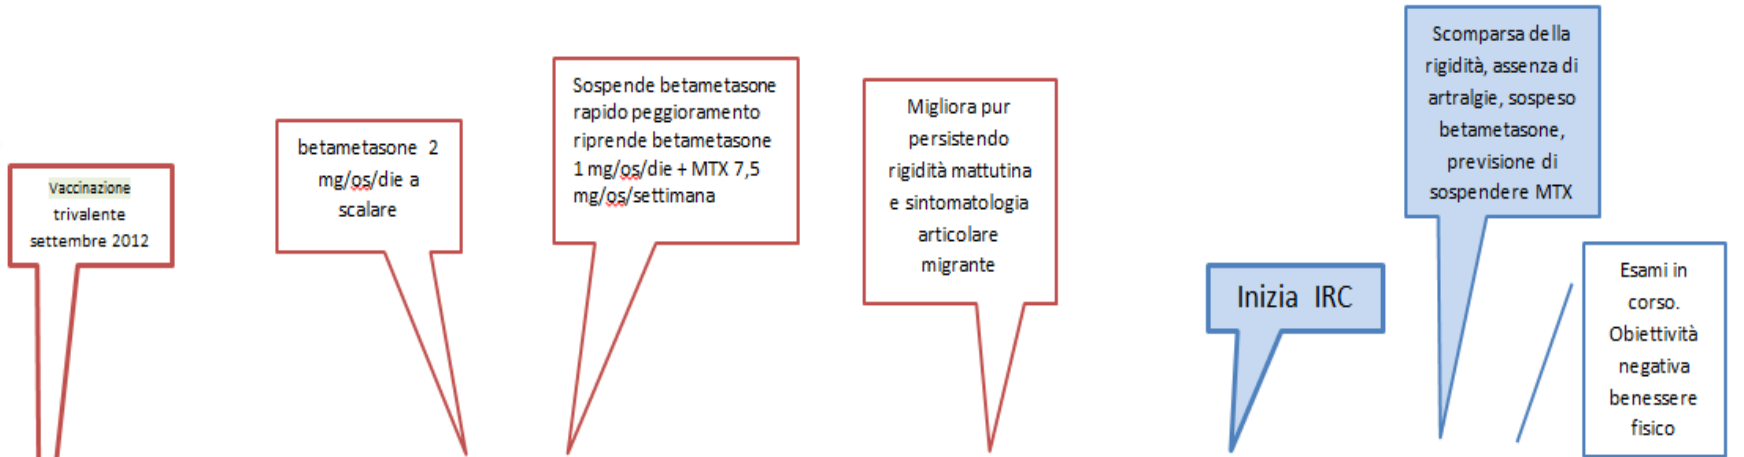 Vaccinazione
trivalente
settembre 2012
betametasone 2
mg/os/die a
scalare
Sospende betametasone
rapido peggioramento
riprende betametasone
1 mg/os/die + MTX 7,5
mg/os/settimana
Migliora pur
persistendo
rigidità mattutina
e sintomatologia
articolare
migrante
Inizia IRC
Scomparsa della
rigidità, assenza di
artralgie, sospeso
betametasone,
previsione di
sospendere MTX
Esami in
corso.
Obiettività
negativa
benessere
fisico